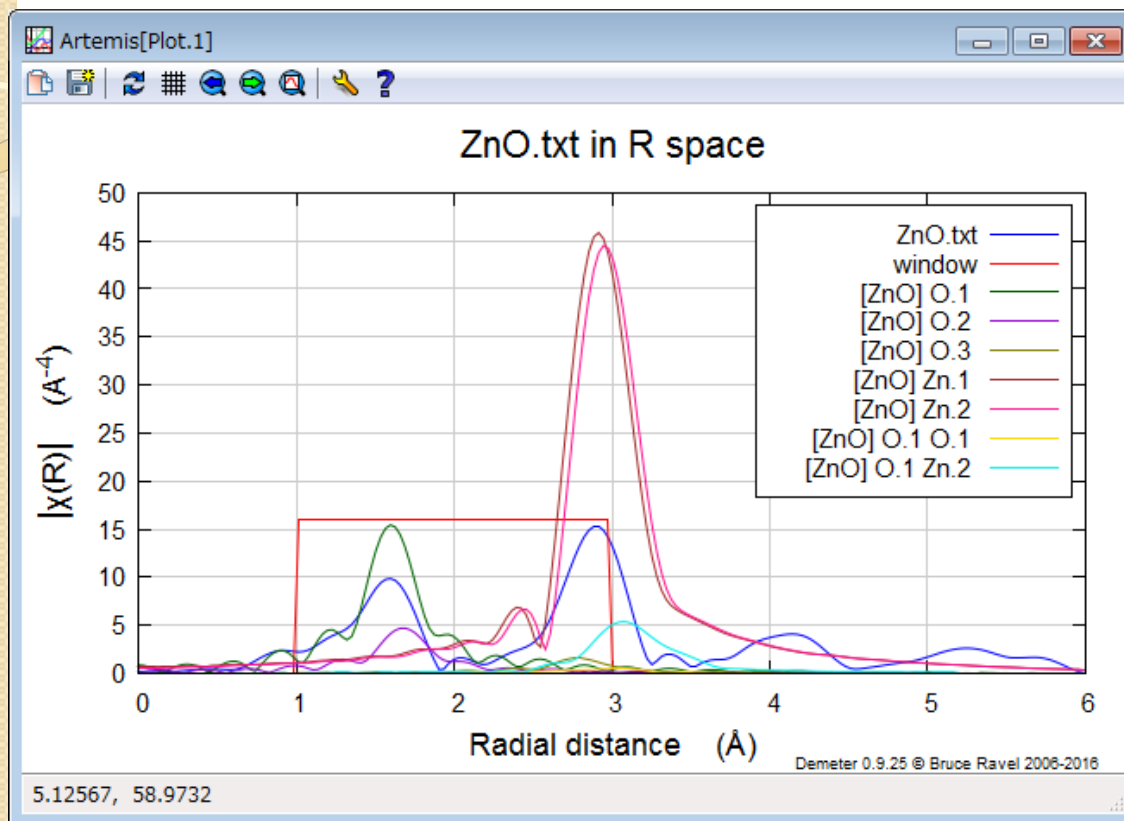 Artemis[Plot.1]
ZnO.txt in R space
50
45
40
35
30
25
20
15
10
5
0
|χ(R)| (A⁻⁴)
ZnO.txt
window
[ZnO] O.1
[ZnO] O.2
[ZnO] O.3
[ZnO] Zn.1
[ZnO] Zn.2
[ZnO] O.1 O.1
[ZnO] O.1 Zn.2
0 1 2 3 4 5 6
Radial distance (Å)
Demeter 0.9.25 © Bruce Ravel 2006-2016
5.12567, 58.9732